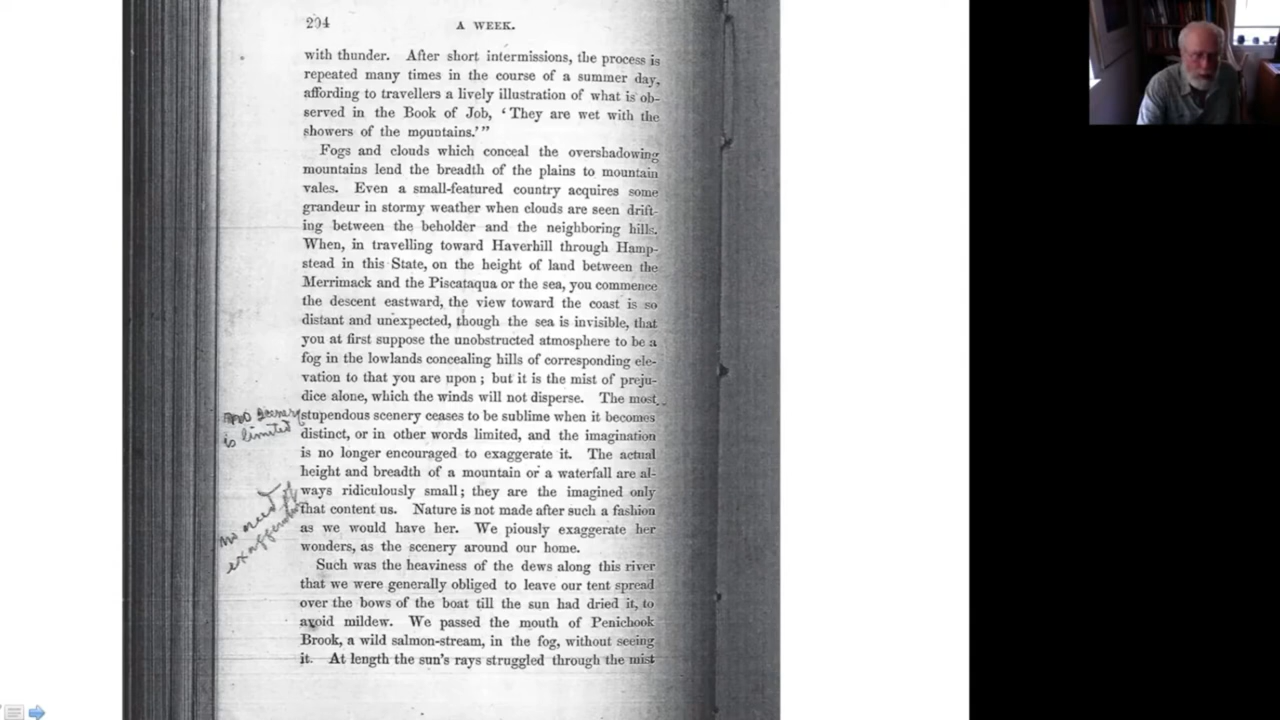 204 A WEEK.
with thunder. After short intermissions, the process is
repeated many times in the course of a summer day,
affording to travellers a lively illustration of what is ob-
served in the Book of Job, ‘They are wet with the
showers of the mountains.’”
Fogs and clouds which conceal the overshadowing
mountains lend the breadth of the plains to mountain
vales. Even a small-featured country acquires some
grandeur in stormy weather when clouds are seen drift-
ing between the beholder and the neighboring hills.
When, in travelling toward Haverhill through Hamp-
stead in this State, on the height of land between the
Merrimack and the Piscataqua or the sea, you commence
the descent eastward, the view toward the coast is so
distant and unexpected, though the sea is invisible, that
you at first suppose the unobstructed atmosphere to be a
fog in the lowlands concealing hills of corresponding ele-
vation to that you are upon; but it is the mist of preju-
dice alone, which the winds will not disperse. The most
stupendous scenery ceases to be sublime when it becomes
distinct, or in other words limited, and the imagination
is no longer encouraged to exaggerate it. The actual
height and breadth of a mountain or a waterfall are al-
ways ridiculously small; they are the imagined only
that content us. Nature is not made after such a fashion
as we would have her. We piously exaggerate her
wonders, as the scenery around our home.
Such was the heaviness of the dews along this river
that we were generally obliged to leave our tent spread
over the bows of the boat till the sun had dried it, to
avoid mildew. We passed the mouth of Penichook
Brook, a wild salmon-stream, in the fog, without seeing
it. At length the sun's rays struggled through the mist
no scenery
is limited
no need of
exaggeration